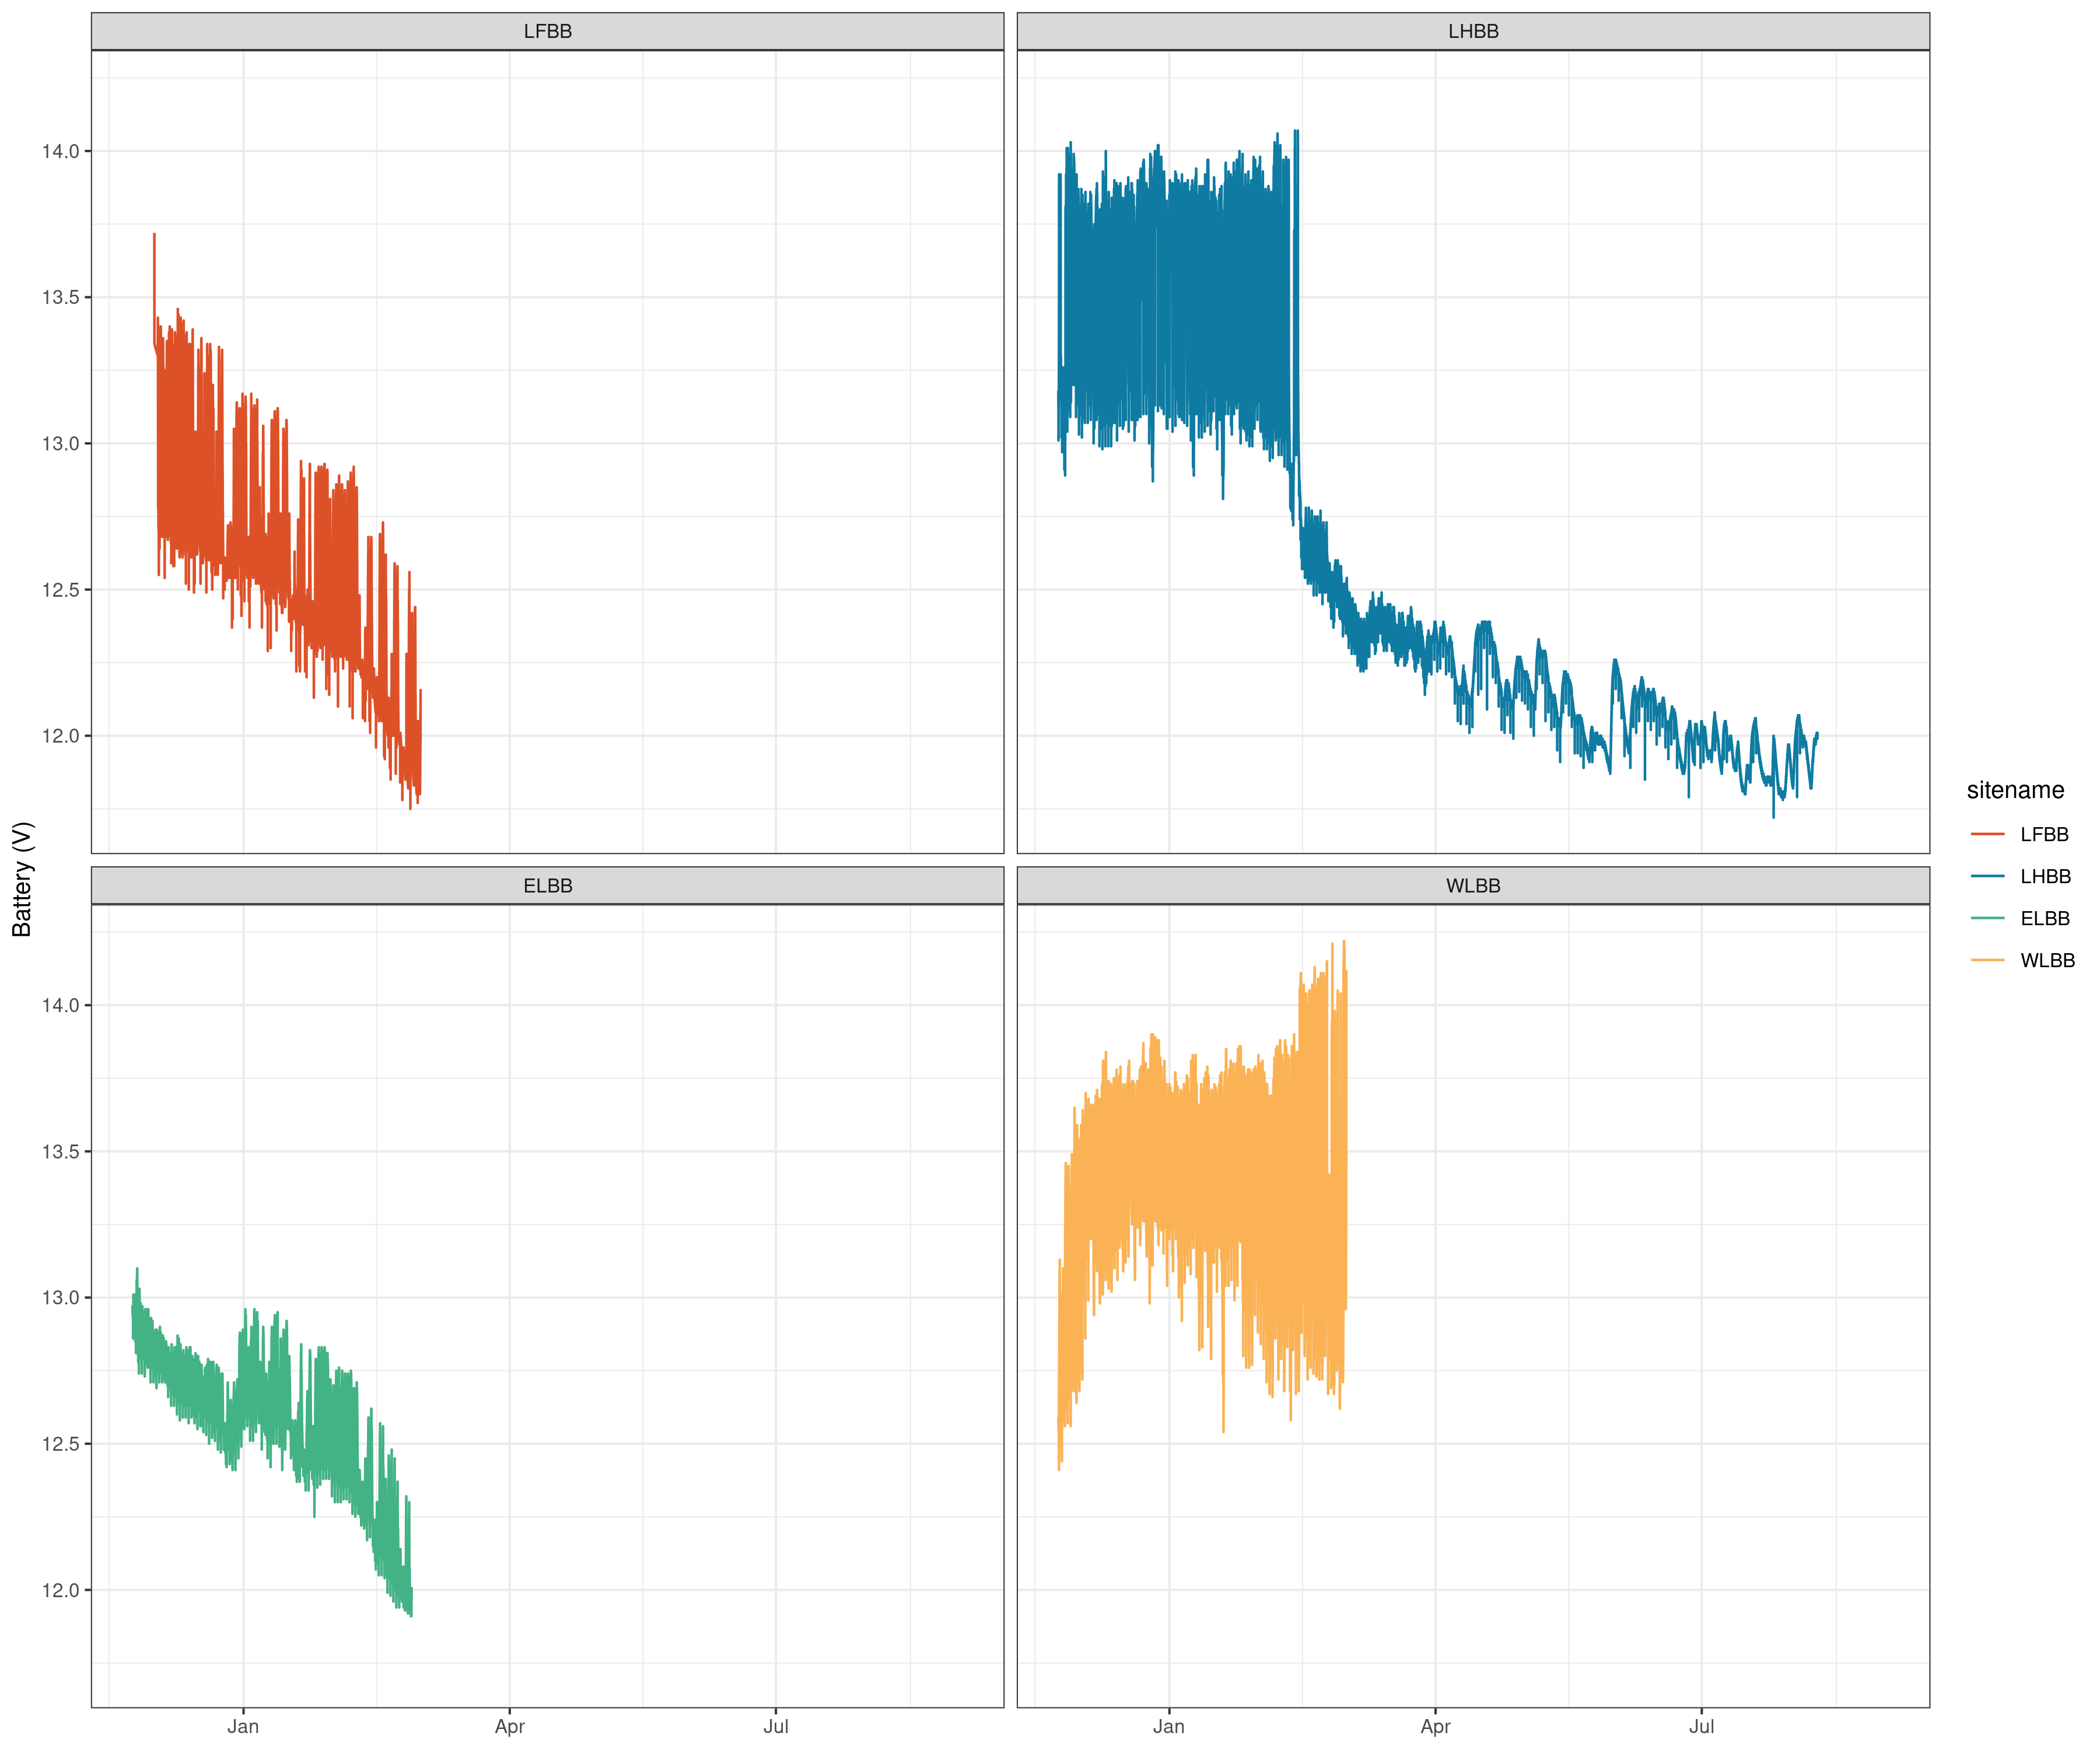 LFBB
LHBB
14.0
13.5
13.0
12.5
12.0
ELBB
WLBB
14.0
13.5
13.0
12.5
12.0
Jan
Apr
Jul
Jan
Apr
Jul
Battery (V)
sitename
LFBB
LHBB
ELBB
WLBB